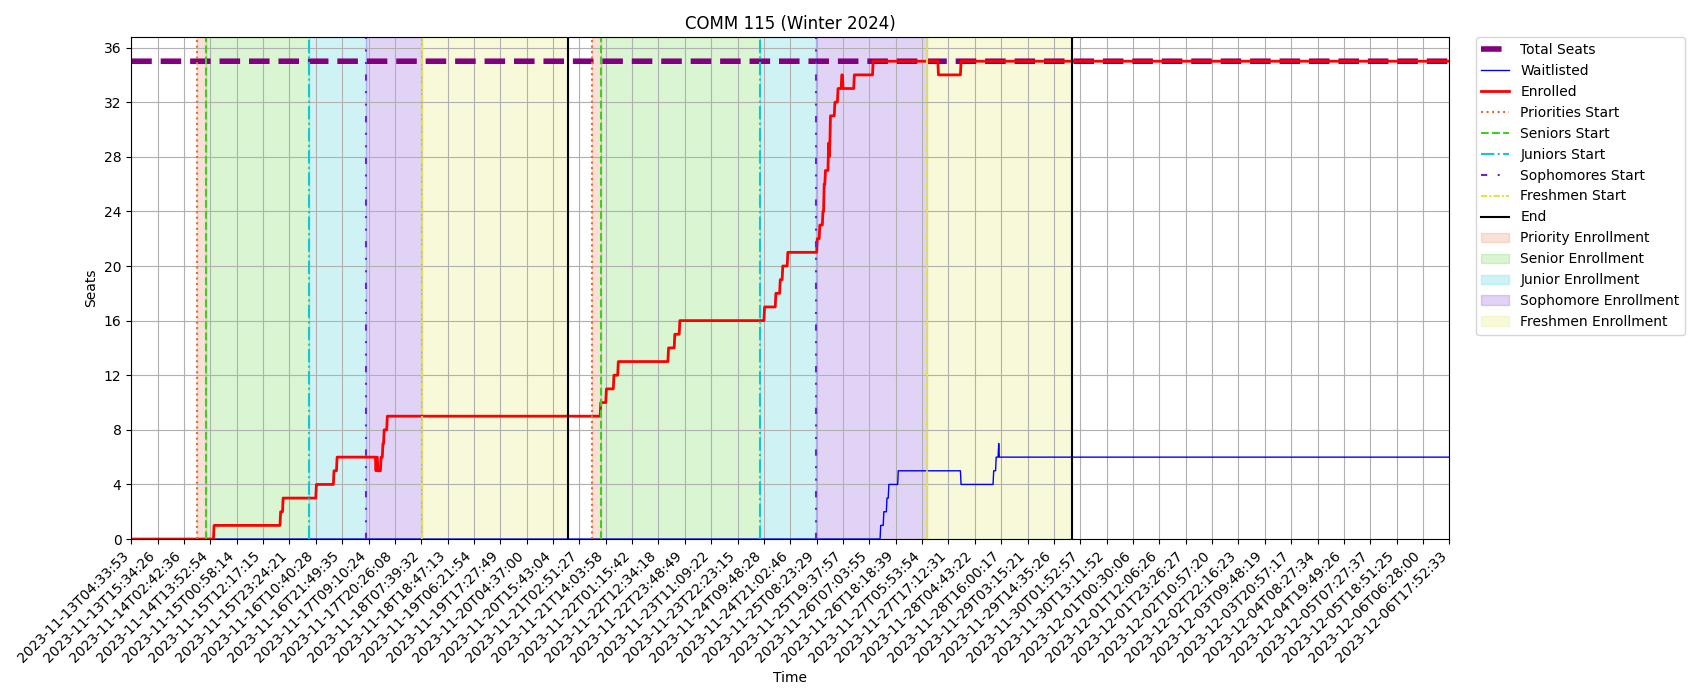 COMM 115 (Winter 2024)
Seats
36
32
28
24
20
16
12
8
4
0
2023-11-13T04:33:53
2023-11-13T15:34:26
2023-11-14T02:42:36
2023-11-14T13:52:54
2023-11-15T00:58:14
2023-11-15T12:17:15
2023-11-15T23:24:21
2023-11-16T10:40:28
2023-11-16T21:49:35
2023-11-17T09:10:24
2023-11-17T20:26:08
2023-11-18T07:39:32
2023-11-18T18:47:13
2023-11-19T06:21:54
2023-11-19T17:27:49
2023-11-20T04:37:00
2023-11-20T15:43:04
2023-11-21T02:51:27
2023-11-21T14:03:58
2023-11-22T01:15:42
2023-11-22T12:34:18
2023-11-22T23:48:49
2023-11-23T11:09:22
2023-11-23T22:23:15
2023-11-24T09:48:28
2023-11-24T21:02:46
2023-11-25T08:23:29
2023-11-25T19:37:57
2023-11-26T07:03:55
2023-11-26T18:18:39
2023-11-27T05:53:54
2023-11-27T17:12:31
2023-11-28T04:43:22
2023-11-28T16:00:17
2023-11-29T03:15:21
2023-11-29T14:35:26
2023-11-30T01:52:57
2023-11-30T13:11:52
2023-12-01T00:30:06
2023-12-01T12:06:26
2023-12-01T23:26:27
2023-12-02T10:57:20
2023-12-02T22:16:23
2023-12-03T09:48:19
2023-12-03T20:57:17
2023-12-04T08:27:34
2023-12-04T19:49:26
2023-12-05T07:27:37
2023-12-05T18:51:25
2023-12-06T06:28:00
2023-12-06T17:52:33
Time
Total Seats
Waitlisted
Enrolled
Priorities Start
Seniors Start
Juniors Start
Sophomores Start
Freshmen Start
End
Priority Enrollment
Senior Enrollment
Junior Enrollment
Sophomore Enrollment
Freshmen Enrollment